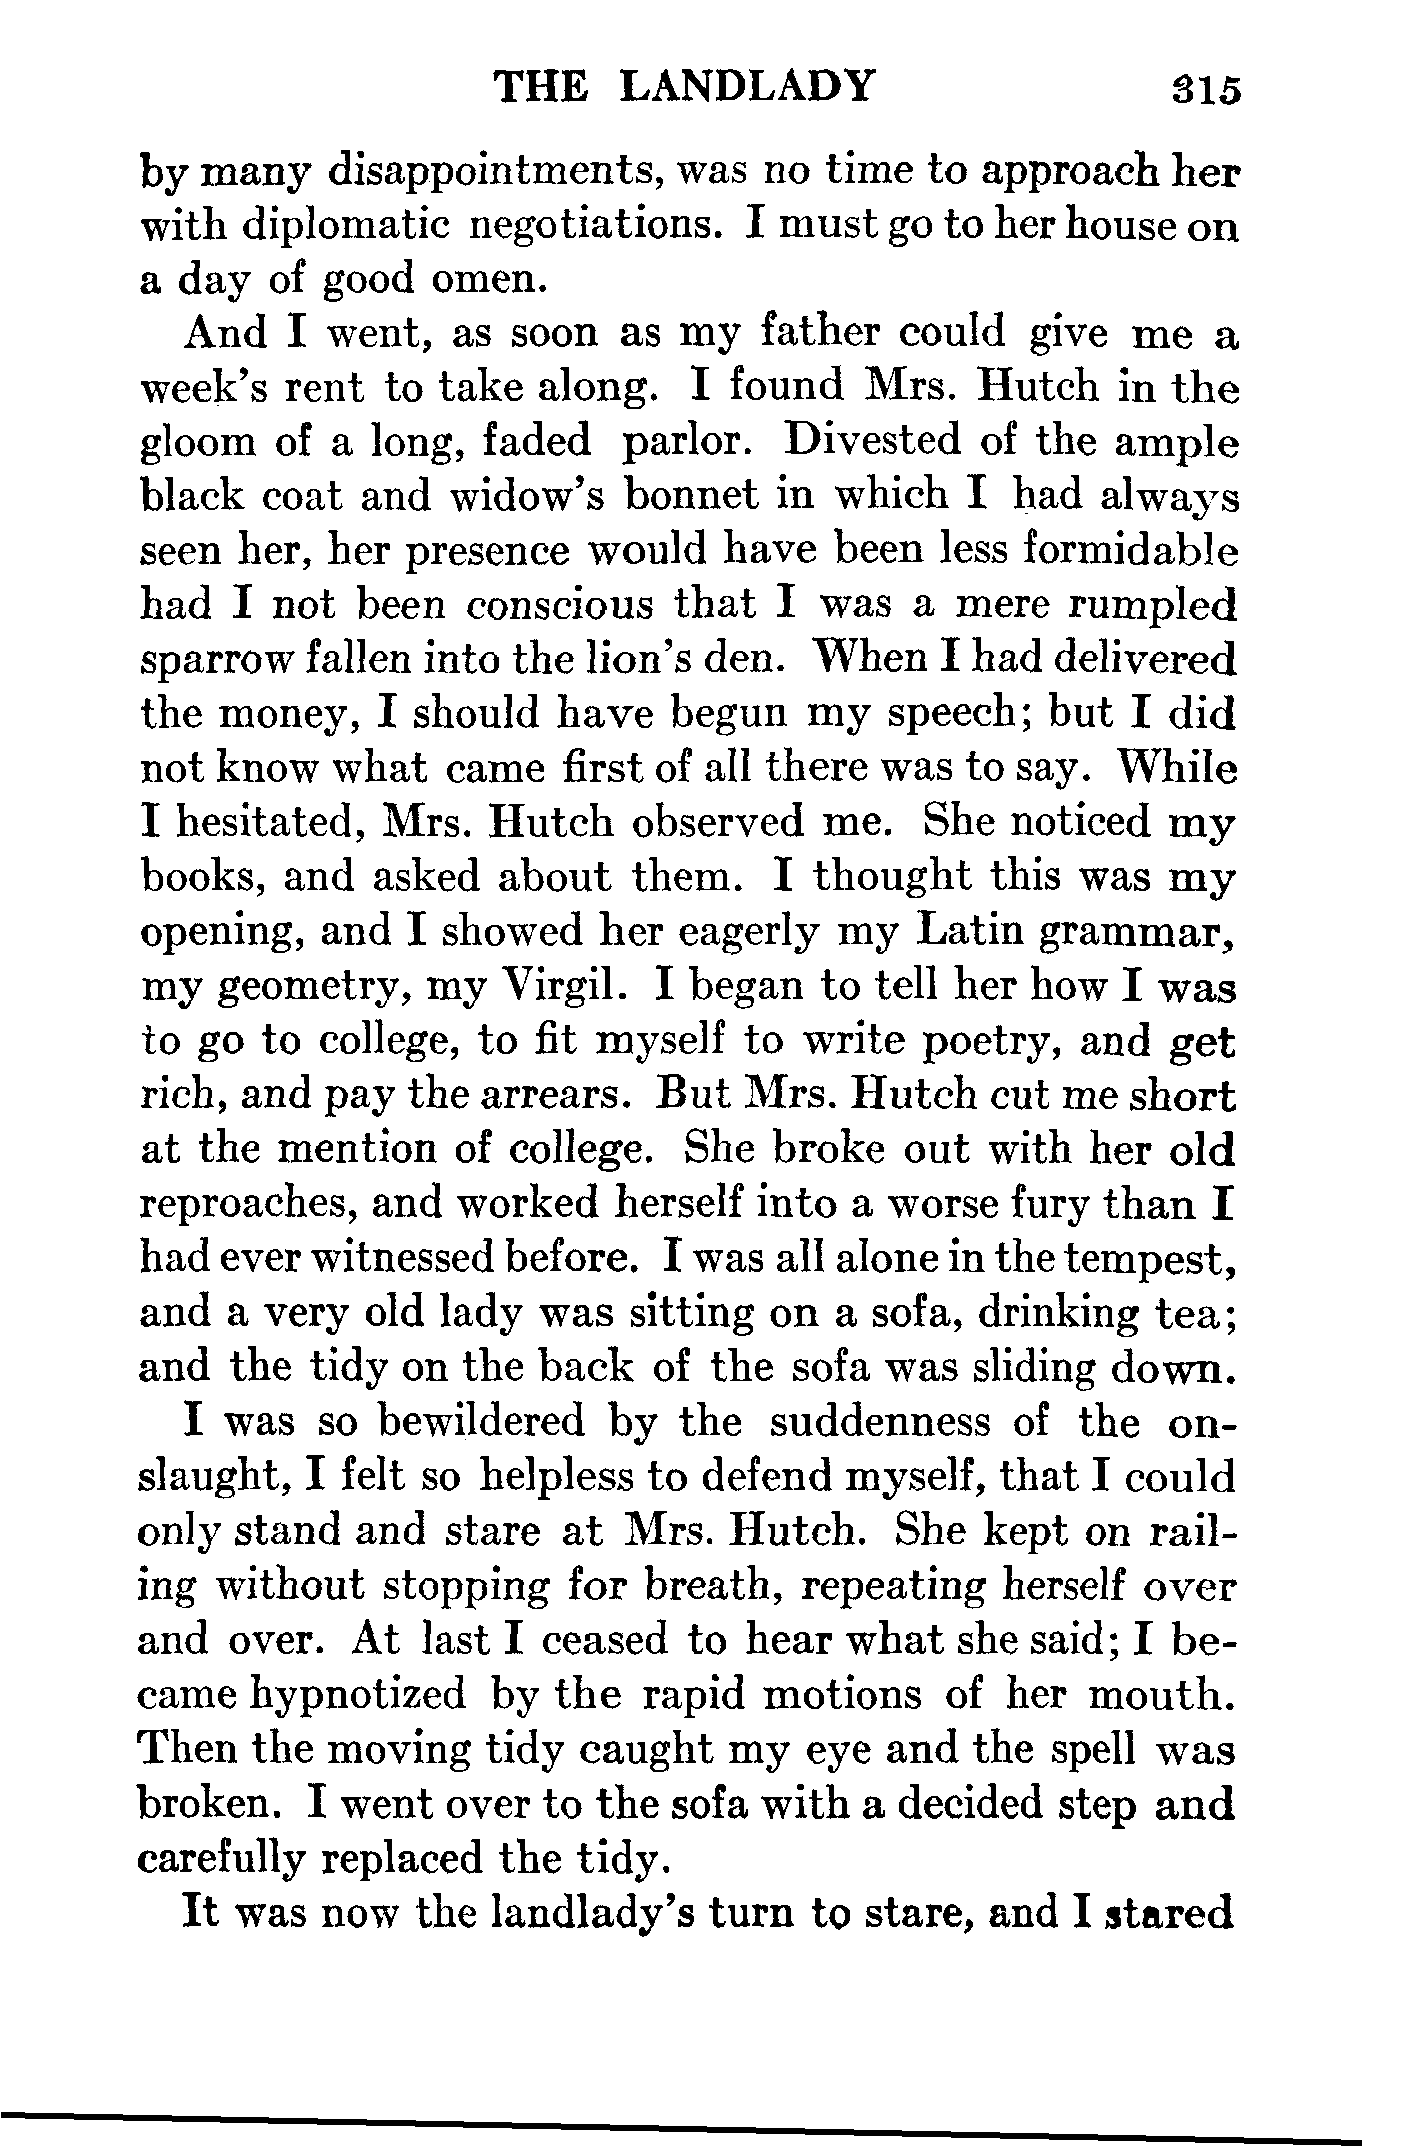 THE LANDLADY 315
by many disappointments, was no time to approach her
with diplomatic negotiations. I must go to her house on
a day of good omen.
And I went, as soon as my father could give me a
week's rent to take along. I found Mrs. Hutch in the
gloom of a long, faded parlor. Divested of the ample
black coat and widow's bonnet in which I had always
seen her, her presence would have been less formidable
had I not been conscious that I was a mere rumpled
sparrow fallen into the lion's den. When I had delivered
the money, I should have begun my speech; but I did
not know what came first of all there was to say. While
I hesitated, Mrs. Hutch observed me. She noticed my
books, and asked about them. I thought this was my
opening, and I showed her eagerly my Latin grammar,
my geometry, my Virgil. I began to tell her how I was
to go to college, to fit myself to write poetry, and get
rich, and pay the arrears. But Mrs. Hutch cut me short
at the mention of college. She broke out with her old
reproaches, and worked herself into a worse fury than I
had ever witnessed before. I was all alone in the tempest,
and a very old lady was sitting on a sofa, drinking tea;
and the tidy on the back of the sofa was sliding down.
I was so bewildered by the suddenness of the on-
slaught, I felt so helpless to defend myself, that I could
only stand and stare at Mrs. Hutch. She kept on rail-
ing without stopping for breath, repeating herself over
and over. At last I ceased to hear what she said; I be-
came hypnotized by the rapid motions of her mouth.
Then the moving tidy caught my eye and the spell was
broken. I went over to the sofa with a decided step and
carefully replaced the tidy.
It was now the landlady's turn to stare, and I stared